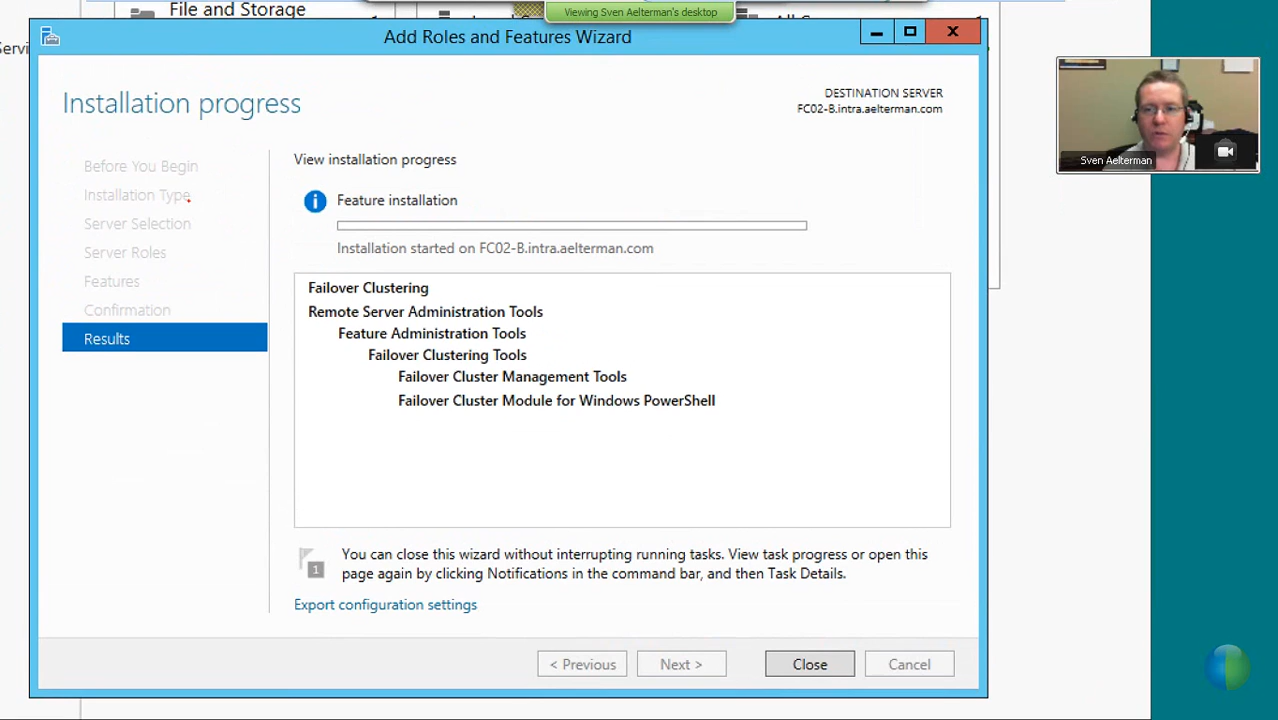 File and Storage
Viewing Sven Aelterman's desktop
Add Roles and Features Wizard
Installation progress
DESTINATION SERVER
FC02-B.intra.aelterman.com
Before You Begin
Installation Type
Server Selection
Server Roles
Features
Confirmation
Results
View installation progress
Feature installation
Installation started on FC02-B.intra.aelterman.com
Failover Clustering
Remote Server Administration Tools
Feature Administration Tools
Failover Clustering Tools
Failover Cluster Management Tools
Failover Cluster Module for Windows PowerShell
1
You can close this wizard without interrupting running tasks. View task progress or open this
page again by clicking Notifications in the command bar, and then Task Details.
Export configuration settings
< Previous
Next >
Close
Cancel
Sven Aelterman